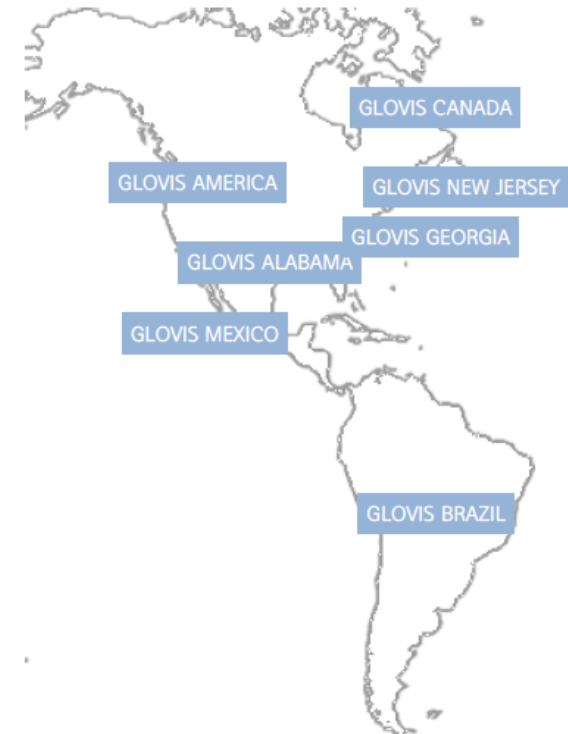 GLOVIS CANADA
GLOVIS AMERICA
GLOVIS NEW JERSEY
GLOVIS GEORGIA
GLOVIS ALABAMA
GLOVIS MEXICO
GLOVIS BRAZIL